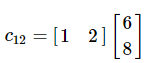 c₁₂ = [1 2] [6
8]